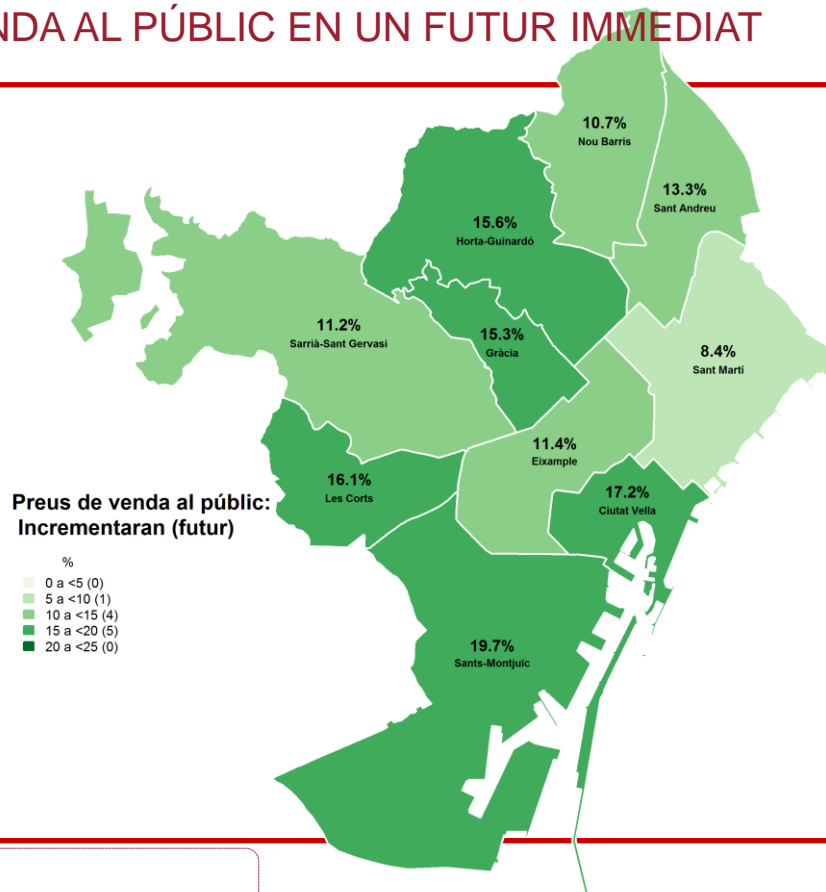 NDA AL PÚBLIC EN UN FUTUR IMMEDIAT
10.7%
Nou Barris
13.3%
Sant Andreu
15.6%
Horta-Guinardó
11.2%
Sarrià-Sant Gervasi
15.3%
Gràcia
8.4%
Sant Martí
11.4%
Eixample
16.1%
Les Corts
17.2%
Ciutat Vella
19.7%
Sants-Montjuïc
Preus de venda al públic:
Incrementaran (futur)
%
0 a <5 (0)
5 a <10 (1)
10 a <15 (4)
15 a <20 (5)
20 a <25 (0)